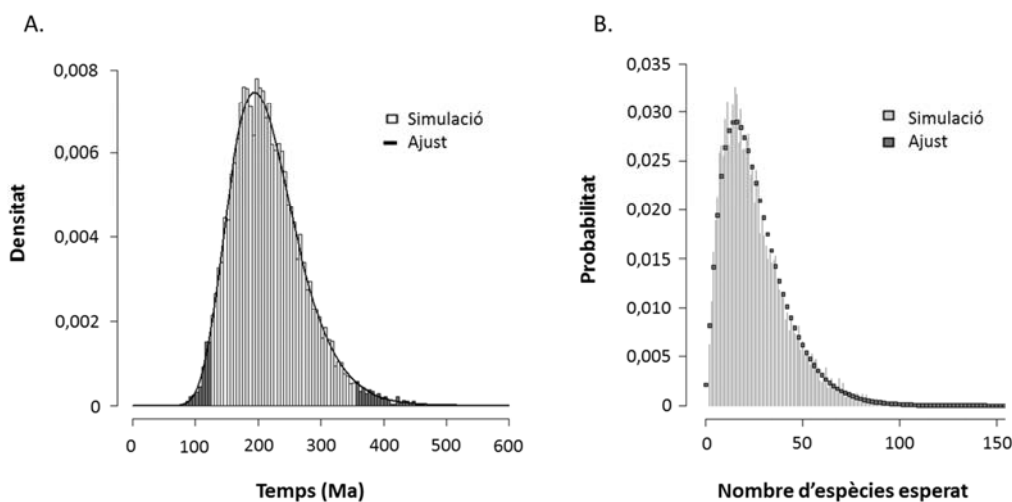 A.
0,008
0,006
0,004
0,002
0
Densitat
Simulació
Ajust
0 100 200 300 400 500 600
Temps (Ma)
B.
0,035
0,030
0,025
0,020
0,015
0,010
0,005
0
Probabilitat
Simulació
Ajust
0 50 100 150
Nombre d'espècies esperat